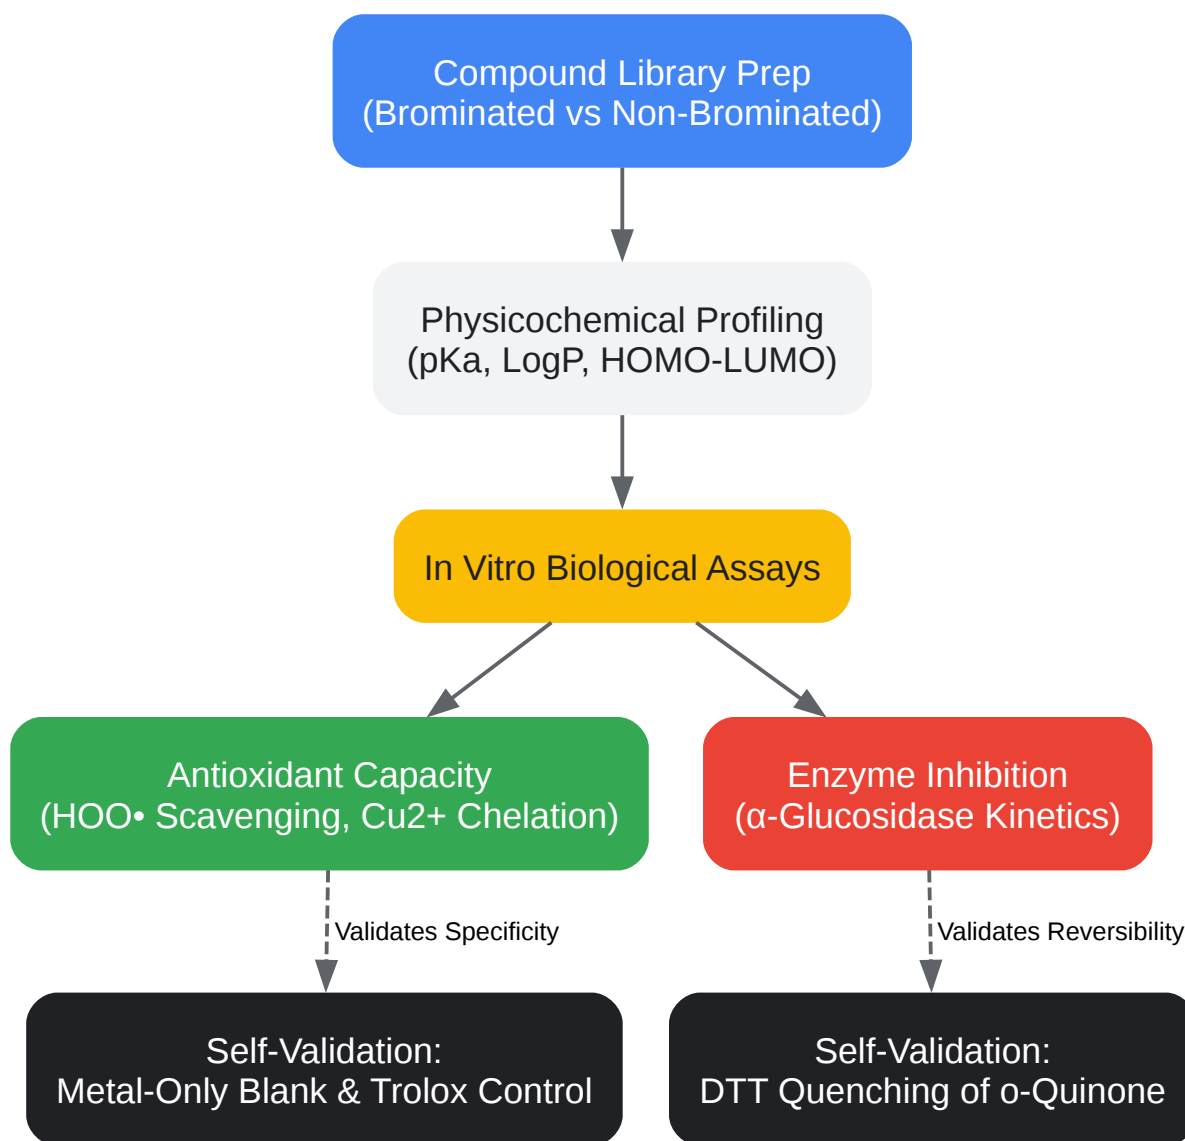 Compound Library Prep
(Brominated vs Non-Brominated)
Physicochemical Profiling
(pKa, LogP, HOMO-LUMO)
In Vitro Biological Assays
Antioxidant Capacity
(HOO• Scavenging, Cu2+ Chelation)
Enzyme Inhibition
(α-Glucosidase Kinetics)
Validates Specificity
Validates Reversibility
Self-Validation:
Metal-Only Blank & Trolox Control
Self-Validation:
DTT Quenching of o-Quinone